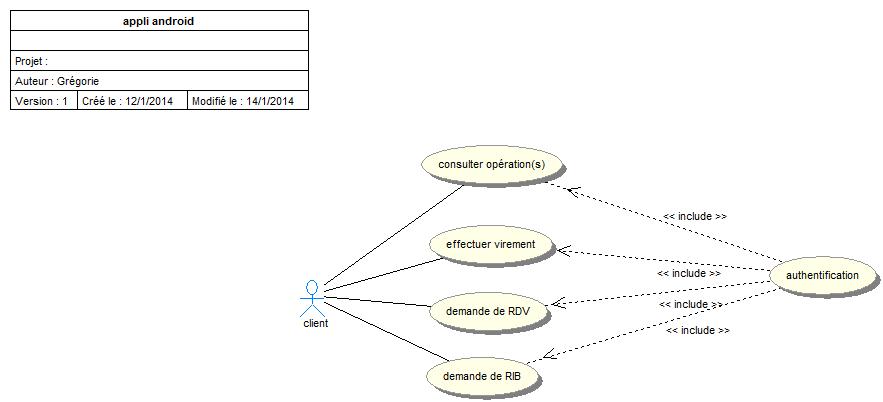 appli android
Projet :
Auteur : Grégorie
Version : 1 Créé le : 12/1/2014 Modifié le : 14/1/2014
consulter opération(s)
<< include >>
effectuer virement
<< include >>
authentification
demande de RDV
<< include >>
client
<< include >>
demande de RIB